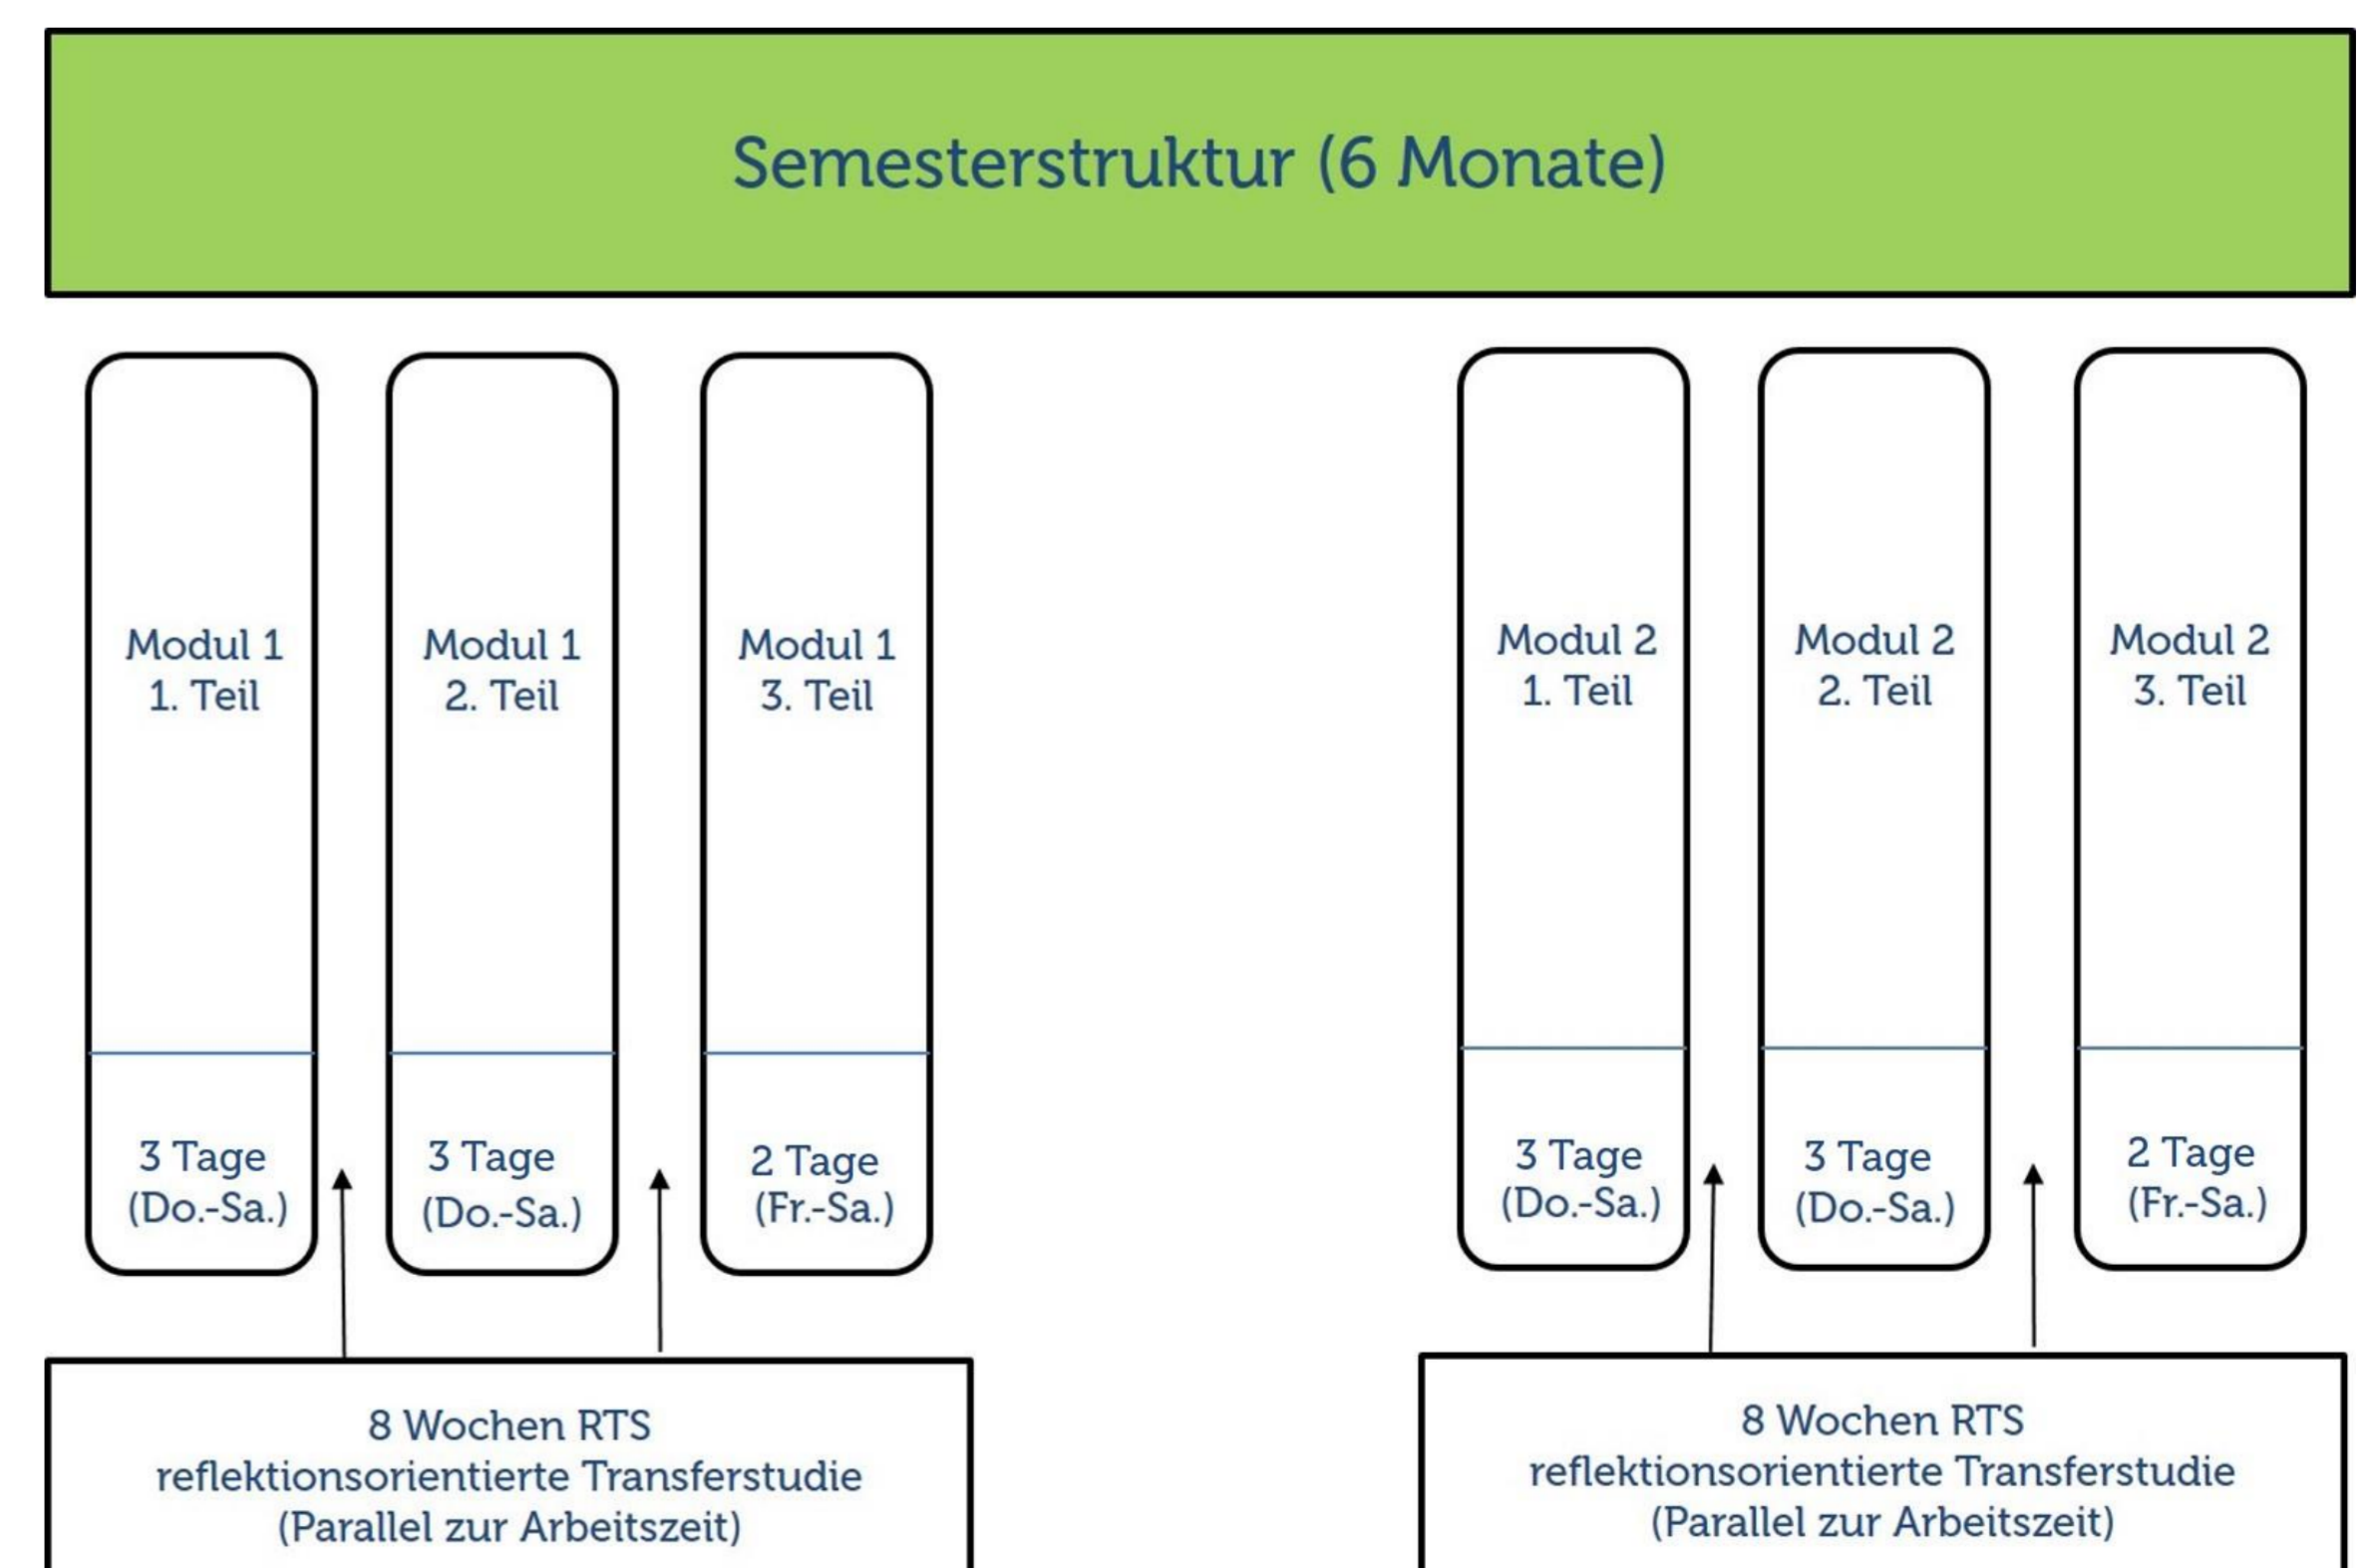 Semesterstruktur (6 Monate)
Modul 1
1. Teil
3 Tage
(Do.-Sa.)
Modul 1
2. Teil
3 Tage
(Do.-Sa.)
Modul 1
3. Teil
2 Tage
(Fr.-Sa.)
8 Wochen RTS
reflektionsorientierte Transferstudie
(Parallel zur Arbeitszeit)
Modul 2
1. Teil
3 Tage
(Do.-Sa.)
Modul 2
2. Teil
3 Tage
(Do.-Sa.)
Modul 2
3. Teil
2 Tage
(Fr.-Sa.)
8 Wochen RTS
reflektionsorientierte Transferstudie
(Parallel zur Arbeitszeit)